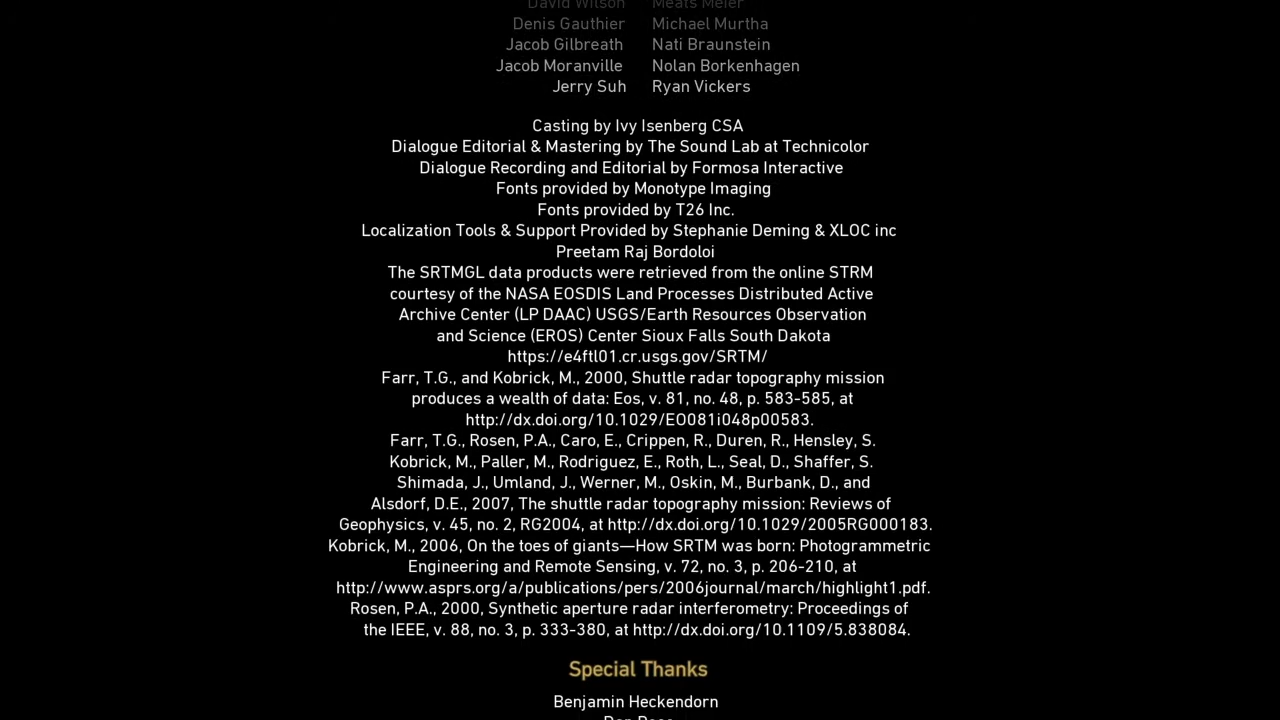 David Wilson Meats Meier
Denis Gauthier Michael Murtha
Jacob Gilbreath Nati Braunstein
Jacob Moranville Nolan Borkenhagen
Jerry Suh Ryan Vickers
Casting by Ivy Isenberg CSA
Dialogue Editorial & Mastering by The Sound Lab at Technicolor
Dialogue Recording and Editorial by Formosa Interactive
Fonts provided by Monotype Imaging
Fonts provided by T26 Inc.
Localization Tools & Support Provided by Stephanie Deming & XLOC inc
Preetam Raj Bordoloi
The SRTMGL data products were retrieved from the online STRM
courtesy of the NASA EOSDIS Land Processes Distributed Active
Archive Center (LP DAAC) USGS/Earth Resources Observation
and Science (EROS) Center Sioux Falls South Dakota
https://e4ftl01.cr.usgs.gov/SRTM/
Farr, T.G., and Kobrick, M., 2000, Shuttle radar topography mission
produces a wealth of data: Eos, v. 81, no. 48, p. 583-585, at
http://dx.doi.org/10.1029/EO081i048p00583.
Farr, T.G., Rosen, P.A., Caro, E., Crippen, R., Duren, R., Hensley, S.
Kobrick, M., Paller, M., Rodriguez, E., Roth, L., Seal, D., Shaffer, S.
Shimada, J., Umland, J., Werner, M., Oskin, M., Burbank, D., and
Alsdorf, D.E., 2007, The shuttle radar topography mission: Reviews of
Geophysics, v. 45, no. 2, RG2004, at http://dx.doi.org/10.1029/2005RG000183.
Kobrick, M., 2006, On the toes of giants—How SRTM was born: Photogrammetric
Engineering and Remote Sensing, v. 72, no. 3, p. 206-210, at
http://www.asprs.org/a/publications/pers/2006journal/march/highlight1.pdf.
Rosen, P.A., 2000, Synthetic aperture radar interferometry: Proceedings of
the IEEE, v. 88, no. 3, p. 333-380, at http://dx.doi.org/10.1109/5.838084.
Special Thanks
Benjamin Heckendorn